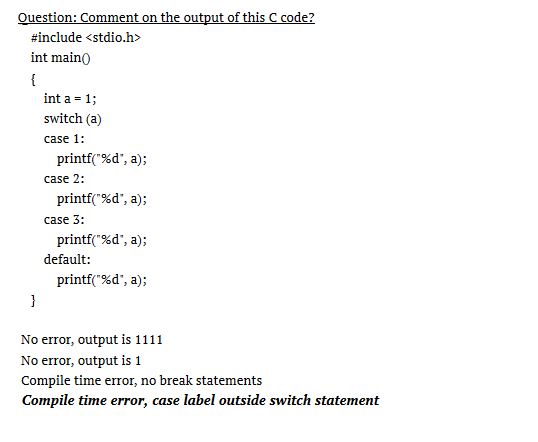 Question: Comment on the output of this C code?
#include <stdio.h>
int main()
{
int a = 1;
switch (a)
case 1:
printf("%d", a);
case 2:
printf("%d", a);
case 3:
printf("%d", a);
default:
printf("%d", a);
}
No error, output is 1111
No error, output is 1
Compile time error, no break statements
Compile time error, case label outside switch statement